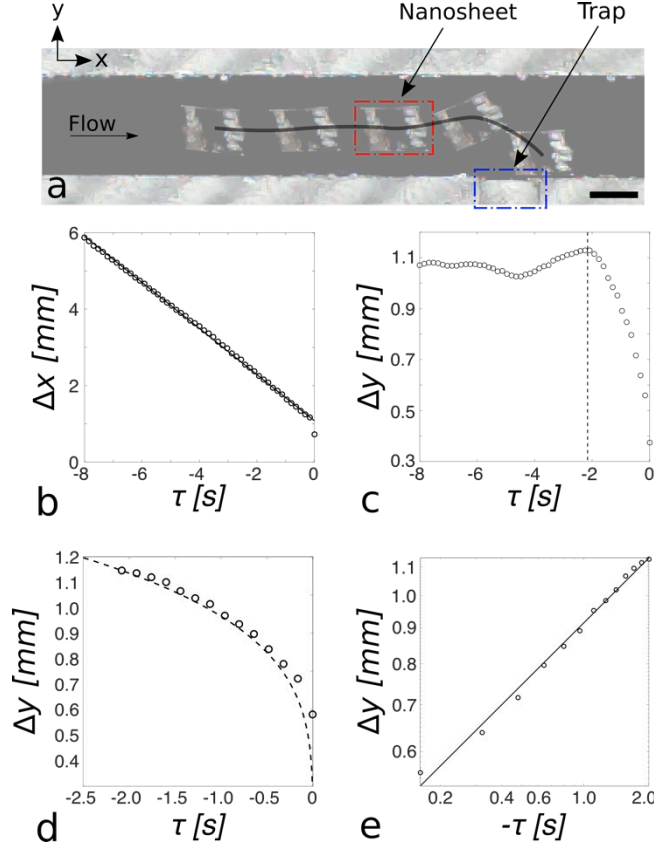 Nanosheet
Trap
y
x
Flow
a
6
4
2
0
Δx [mm]
-8
-6
-4
-2
0
τ [s]
b
1.1
0.9
0.7
0.5
0.3
Δy [mm]
-8
-6
-4
-2
0
τ [s]
c
1.2
1.1
1.0
0.9
0.8
0.7
0.6
0.5
0.4
Δy [mm]
-2.5
-2.0
-1.5
-1.0
-0.5
0
τ [s]
d
1.1
0.9
0.8
0.7
0.6
Δy [mm]
0.2
0.4
0.6
1.0
2.0
-τ [s]
e